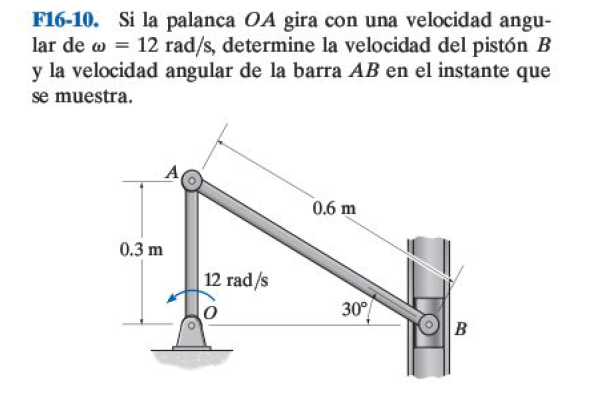 F16-10. Si la palanca OA gira con una velocidad angu-
lar de ω = 12 rad/s, determine la velocidad del pistón B
y la velocidad angular de la barra AB en el instante que
se muestra.
A
0.6 m
0.3 m
12 rad/s
30°
O
B